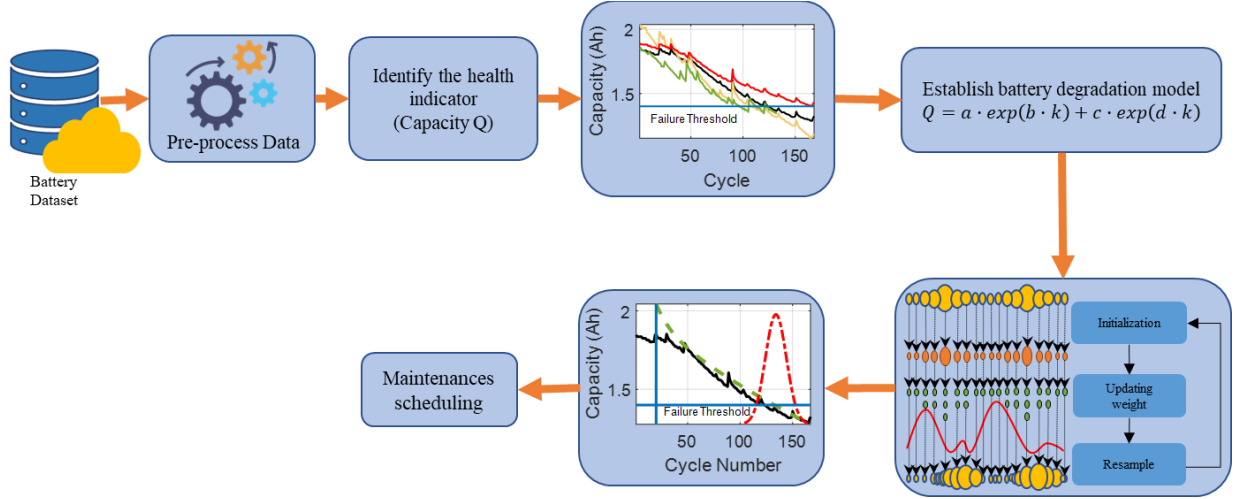 Battery
Dataset
Pre-process Data
Identify the health
indicator
(Capacity Q)
Capacity (Ah)
2
1.5
Failure Threshold
50
100
150
Cycle
Establish battery degradation model
Q = a · exp(b · k) + c · exp(d · k)
Initialization
Updating
weight
Resample
Capacity (Ah)
2
1.5
Failure Threshold
50
100
150
Cycle Number
Maintenances
scheduling